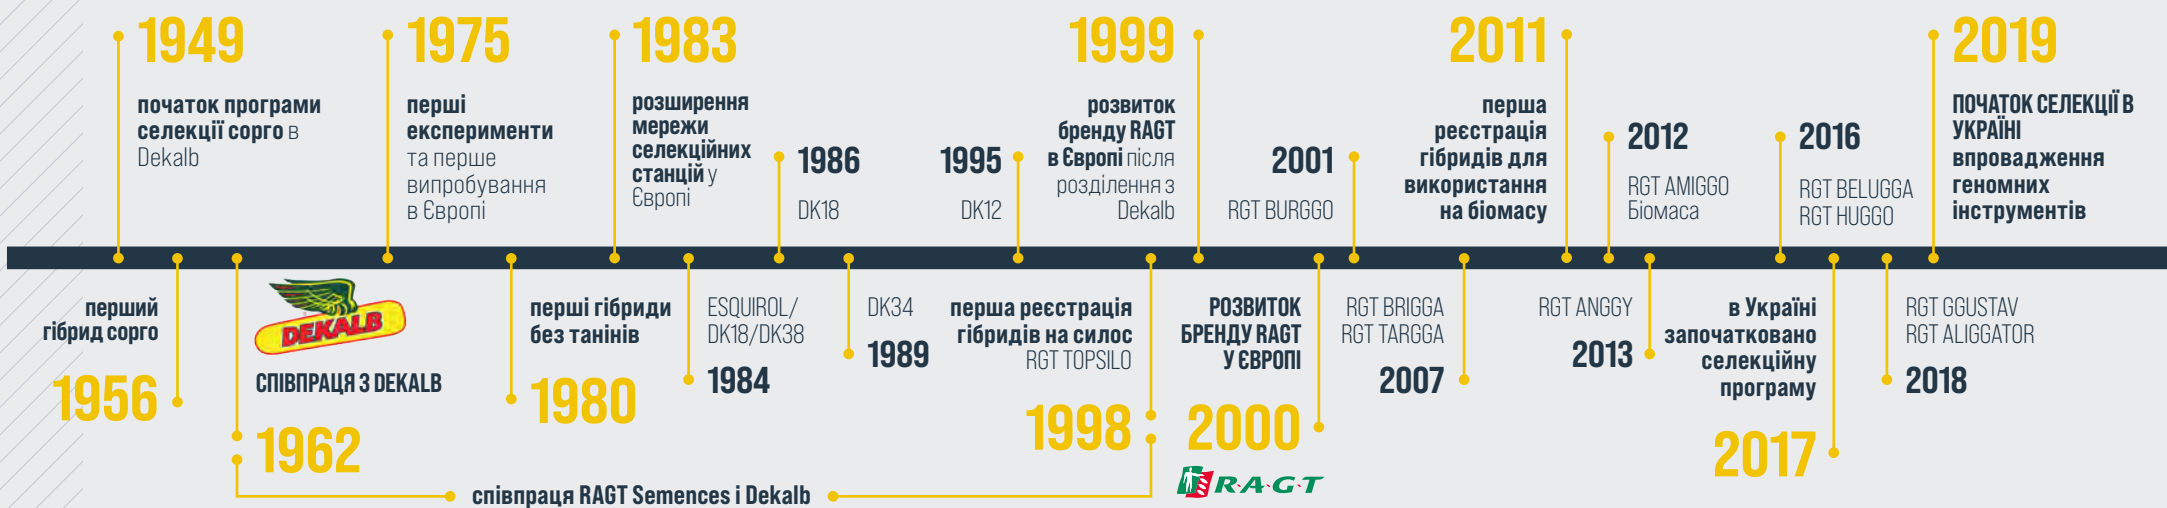 1949
початок програми
селекції сорго в
Dekalb
1975
перші
експерименти
та перше
випробування
в Європі
1983
розширення
мережи
селекційних
станцій у
Європі
1986
DK18
1995
DK12
1999
розвиток
бренду RAGT
в Європі після
розділення з
Dekalb
2001
RGT BURGGO
2011
перша
реєстрація
гібридів для
використання
на біомасу
2012
RGT AMIGGO
Біомаса
2016
RGT BELUGGA
RGT HUGGO
2019
ПОЧАТОК СЕЛЕКЦІЇ В
УКРАЇНІ
впровадження
геномних
інструментів
перший
гібрид сорго
1956
DEKALB
СПІВПРАЦЯ З DEKALB
1962
перші гібриди
без танінів
1980
ESQUIROL/
DK18/DK38
1984
DK34
1989
перша реєстрація
гібридів на силос
RGT TOPSILO
1998
РОЗВИТОК
БРЕНДУ RAGT
У ЄВРОПІ
2000
R·A·G·T
RGT BRIGGA
RGT TARGGA
2007
RGT ANGGY
2013
в Україні
започатковано
селекційну
програму
2017
RGT GGUSTAV
RGT ALIGGATOR
2018
співпраця RAGT Semences і Dekalb